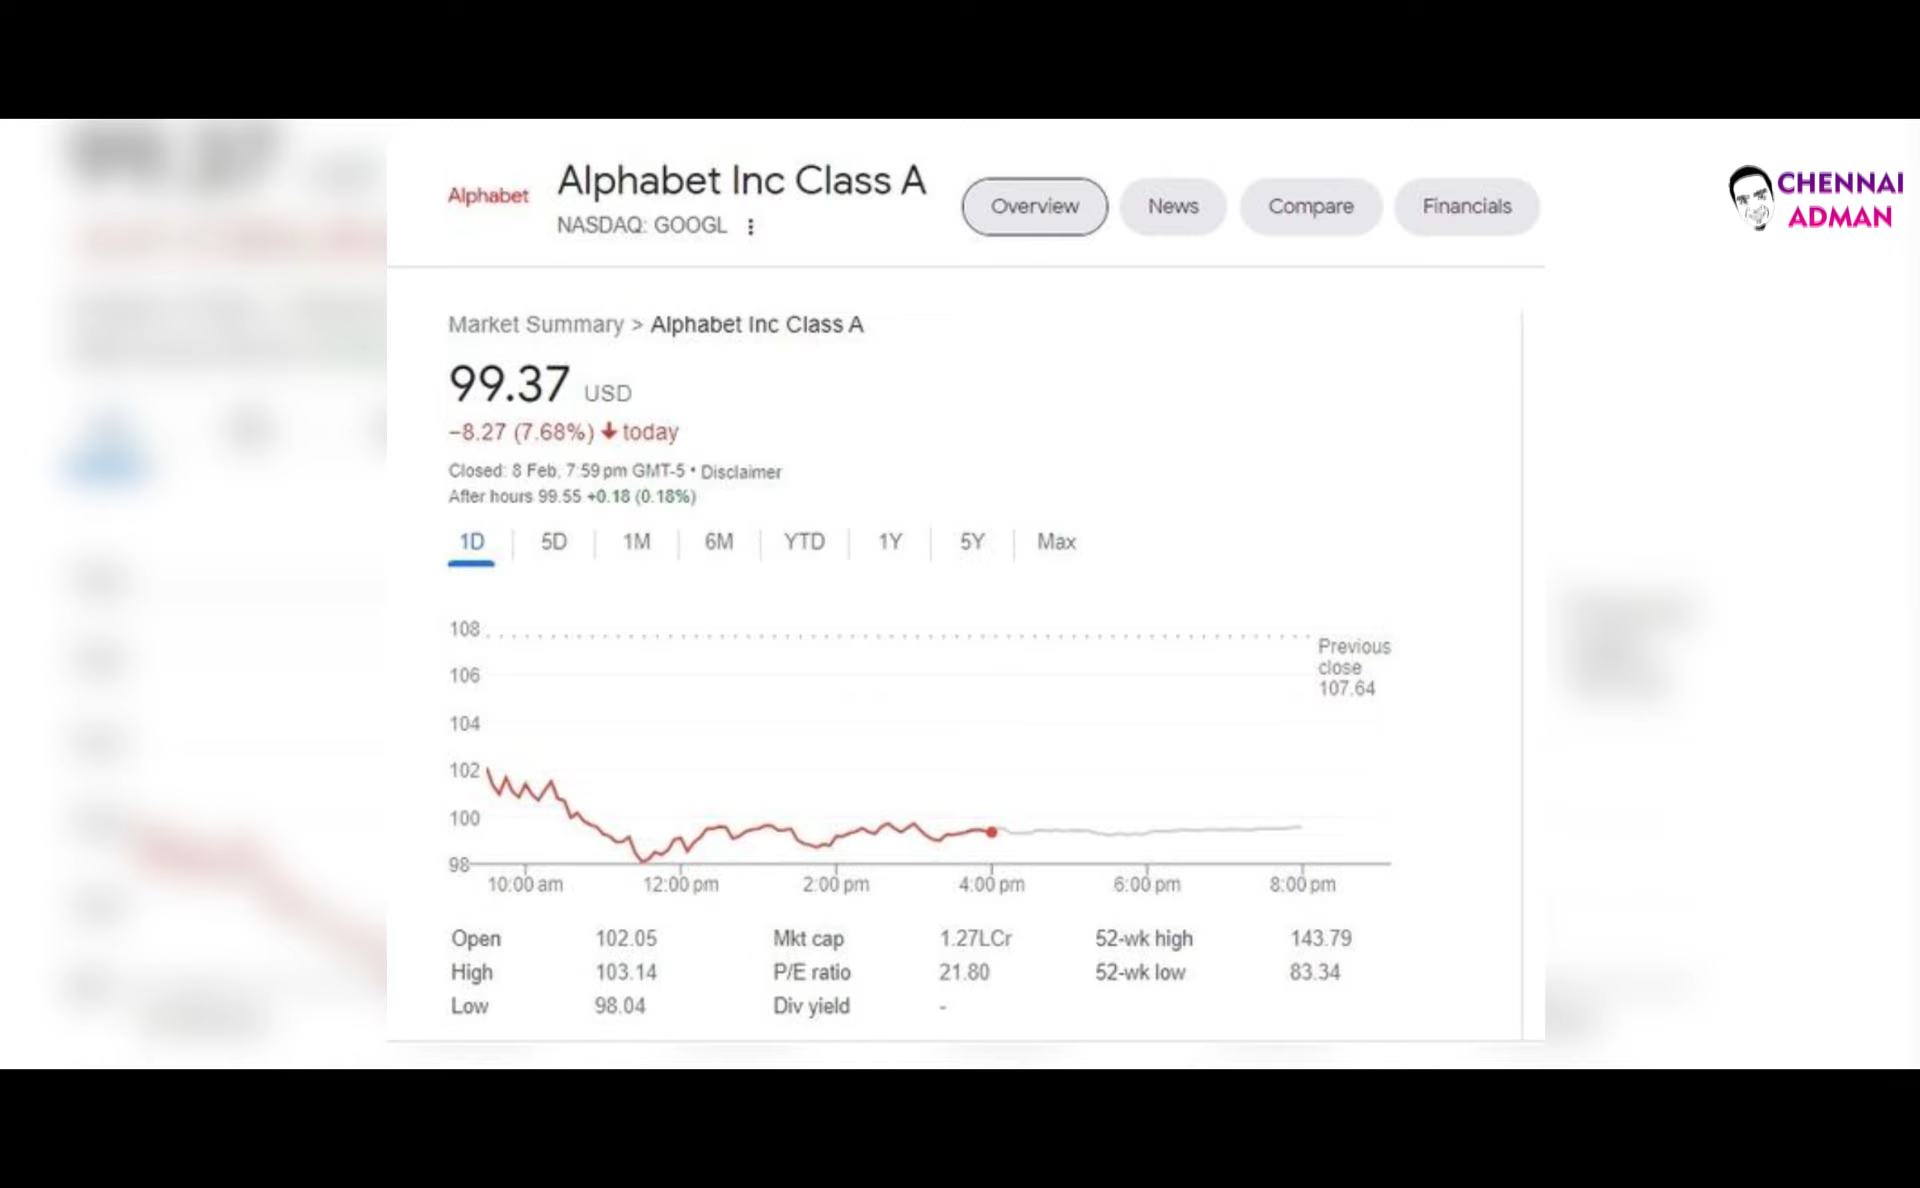 Alphabet
Alphabet Inc Class A
NASDAQ: GOOGL
Overview
News
Compare
Financials
CHENNAI
ADMAN
Market Summary > Alphabet Inc Class A
99.37 USD
−8.27 (7.68%) ↓ today
Closed: 8 Feb, 7:59 pm GMT-5 • Disclaimer
After hours 99.55 +0.18 (0.18%)
1D 5D 1M 6M YTD 1Y 5Y Max
108
106
104
102
100
98
Previous
close
107.64
10:00 am 12:00 pm 2:00 pm 4:00 pm 6:00 pm 8:00 pm
Open 102.05 Mkt cap 1.27LCr 52-wk high 143.79
High 103.14 P/E ratio 21.80 52-wk low 83.34
Low 98.04 Div yield -